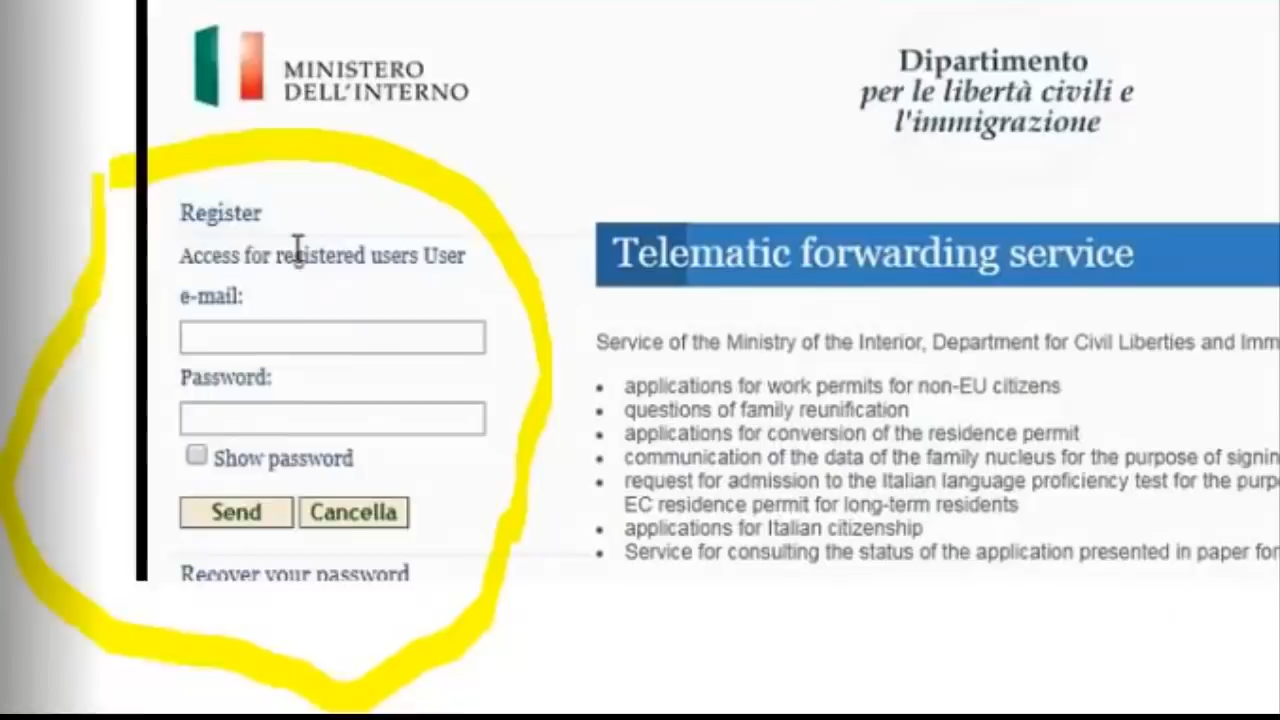 MINISTERO
DELL'INTERNO
Dipartimento
per le libertà civili e
l'immigrazione
Register
Access for registered users User
e-mail:
Password:
Show password
Send Cancella
Recover your password
Telematic forwarding service
Service of the Ministry of the Interior, Department for Civil Liberties and Imm
applications for work permits for non-EU citizens
questions of family reunification
applications for conversion of the residence permit
communication of the data of the family nucleus for the purpose of signin
request for admission to the Italian language proficiency test for the purp
EC residence permit for long-term residents
applications for Italian citizenship
Service for consulting the status of the application presented in paper for